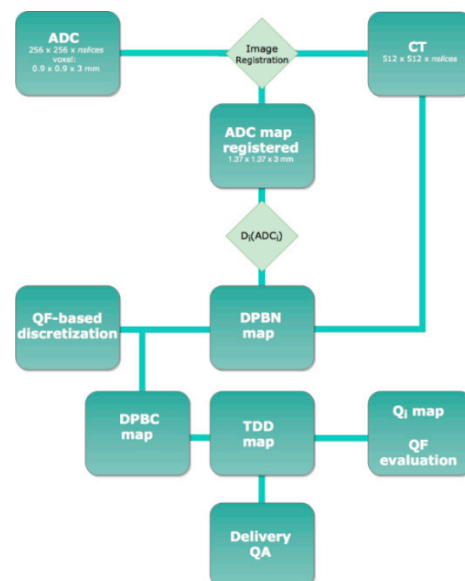 ADC
256 x 256 x nslices
voxel:
0.9 x 0.9 x 3 mm
Image
Registration
CT
512 x 512 x nslices
ADC map
registered
1.37 x 1.37 x 3 mm
Dᵢ(ADCᵢ)
QF-based
discretization
DPBN
map
DPBC
map
TDD
map
Qᵢ map
QF
evaluation
Delivery
QA